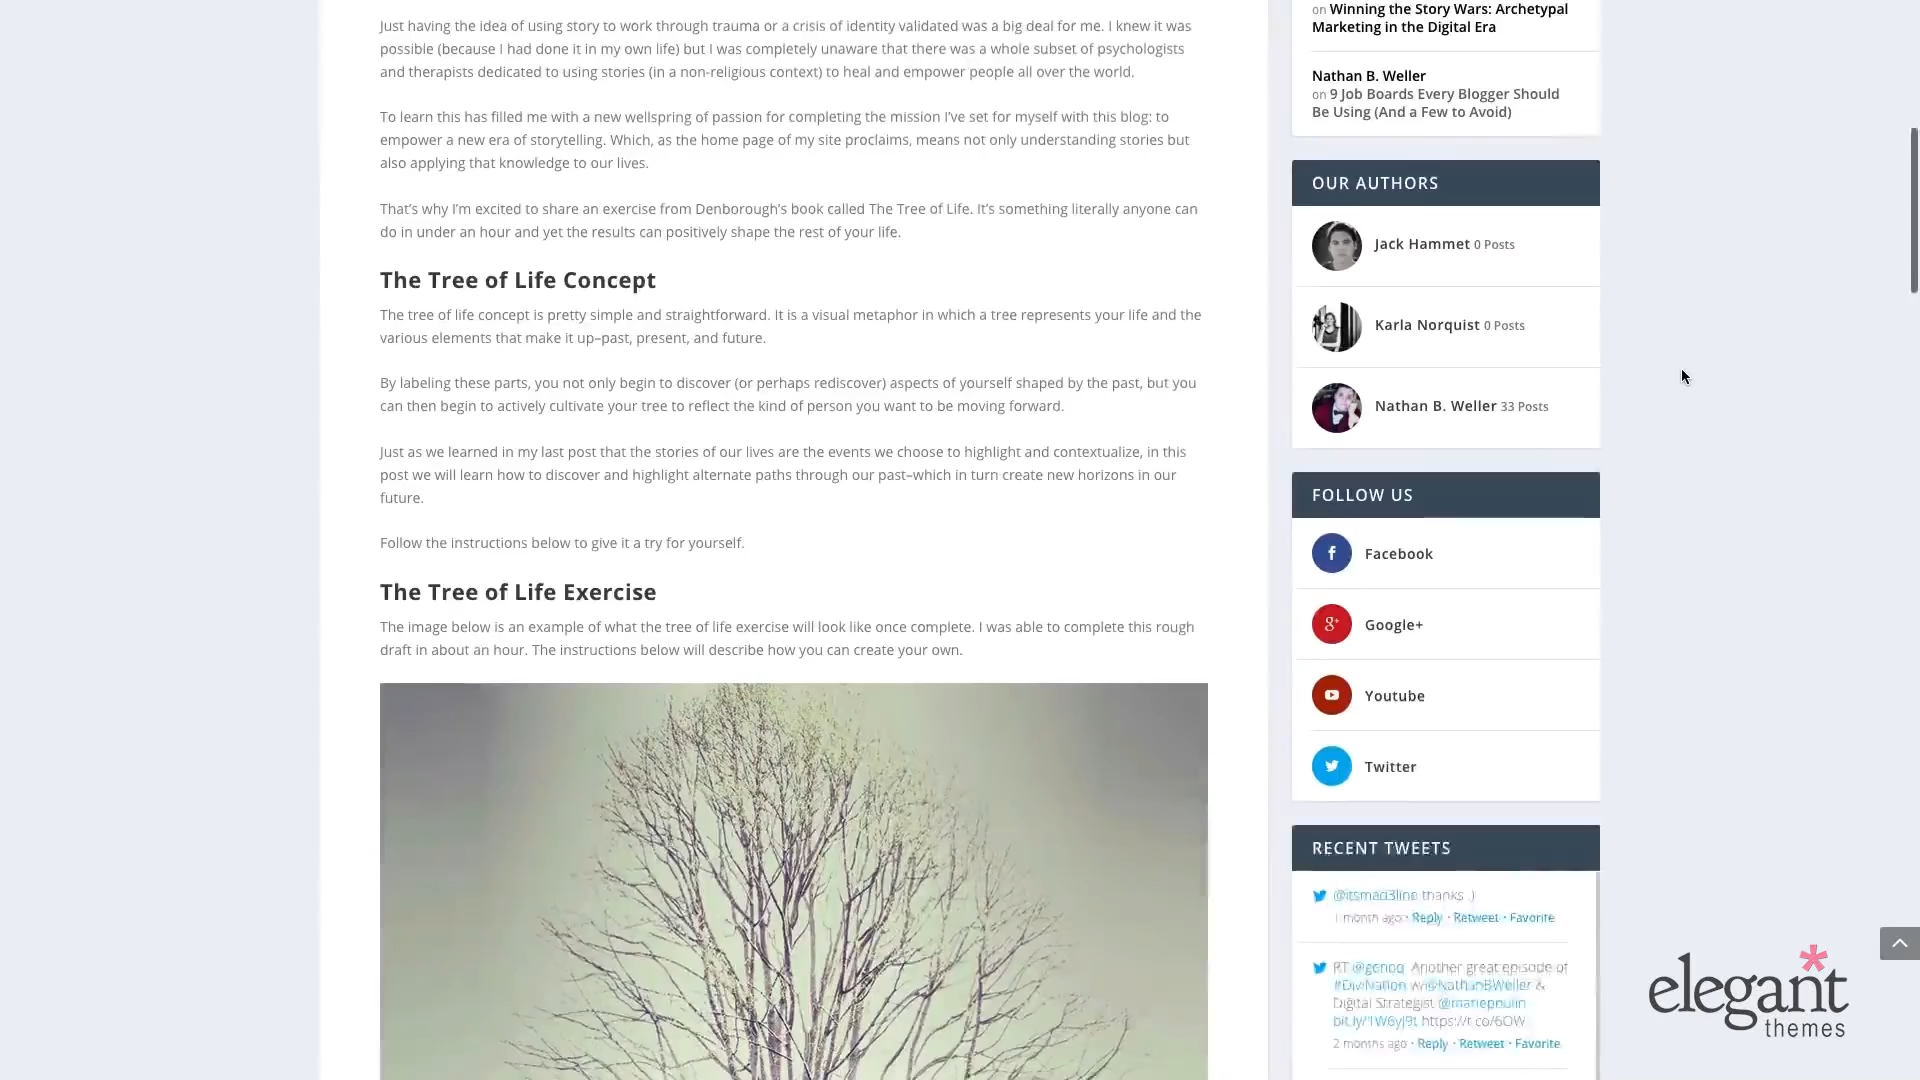 Just having the idea of using story to work through trauma or a crisis of identity validated was a big deal for me. I knew it was
possible (because I had done it in my own life) but I was completely unaware that there was a whole subset of psychologists
and therapists dedicated to using stories (in a non-religious context) to heal and empower people all over the world.
To learn this has filled me with a new wellspring of passion for completing the mission I've set for myself with this blog: to
empower a new era of storytelling. Which, as the home page of my site proclaims, means not only understanding stories but
also applying that knowledge to our lives.
That's why I'm excited to share an exercise from Denborough's book called The Tree of Life. It's something literally anyone can
do in under an hour and yet the results can positively shape the rest of your life.
The Tree of Life Concept
The tree of life concept is pretty simple and straightforward. It is a visual metaphor in which a tree represents your life and the
various elements that make it up–past, present, and future.
By labeling these parts, you not only begin to discover (or perhaps rediscover) aspects of yourself shaped by the past, but you
can then begin to actively cultivate your tree to reflect the kind of person you want to be moving forward.
Just as we learned in my last post that the stories of our lives are the events we choose to highlight and contextualize, in this
post we will learn how to discover and highlight alternate paths through our past–which in turn create new horizons in our
future.
Follow the instructions below to give it a try for yourself.
The Tree of Life Exercise
The image below is an example of what the tree of life exercise will look like once complete. I was able to complete this rough
draft in about an hour. The instructions below will describe how you can create your own.
on Winning the Story Wars: Archetypal
Marketing in the Digital Era
Nathan B. Weller
on 9 Job Boards Every Blogger Should
Be Using (And a Few to Avoid)
OUR AUTHORS
Jack Hammet 0 Posts
Karla Norquist 0 Posts
Nathan B. Weller 33 Posts
FOLLOW US
Facebook
Google+
Youtube
Twitter
RECENT TWEETS
thanks :)
1 month ago · Reply · Retweet · Favorite
RT Another great episode of
#DiviNation @NathanBWeller &
Digital Strategist
2 months ago · Reply · Retweet · Favorite
elegant
themes